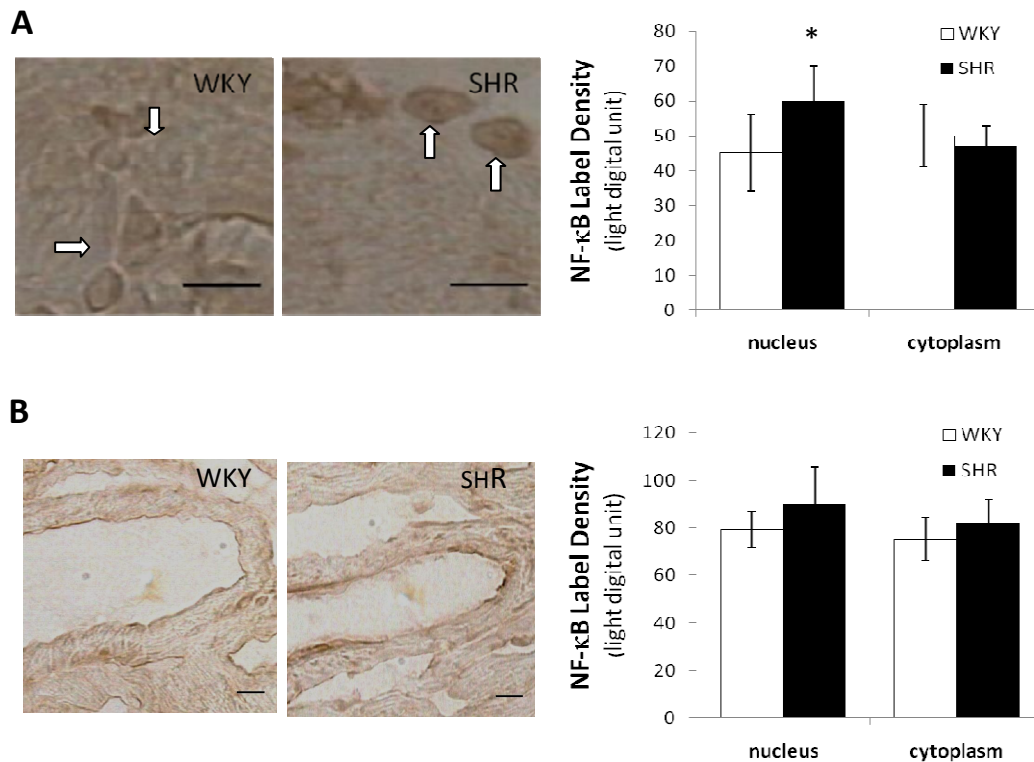 A
WKY
SHR
NF-κB Label Density
(light digital unit)
80
70
60
50
40
30
20
10
0
*
WKY
SHR
nucleus
cytoplasm
B
WKY
SHR
NF-κB Label Density
(light digital unit)
120
100
80
60
40
20
0
WKY
SHR
nucleus
cytoplasm